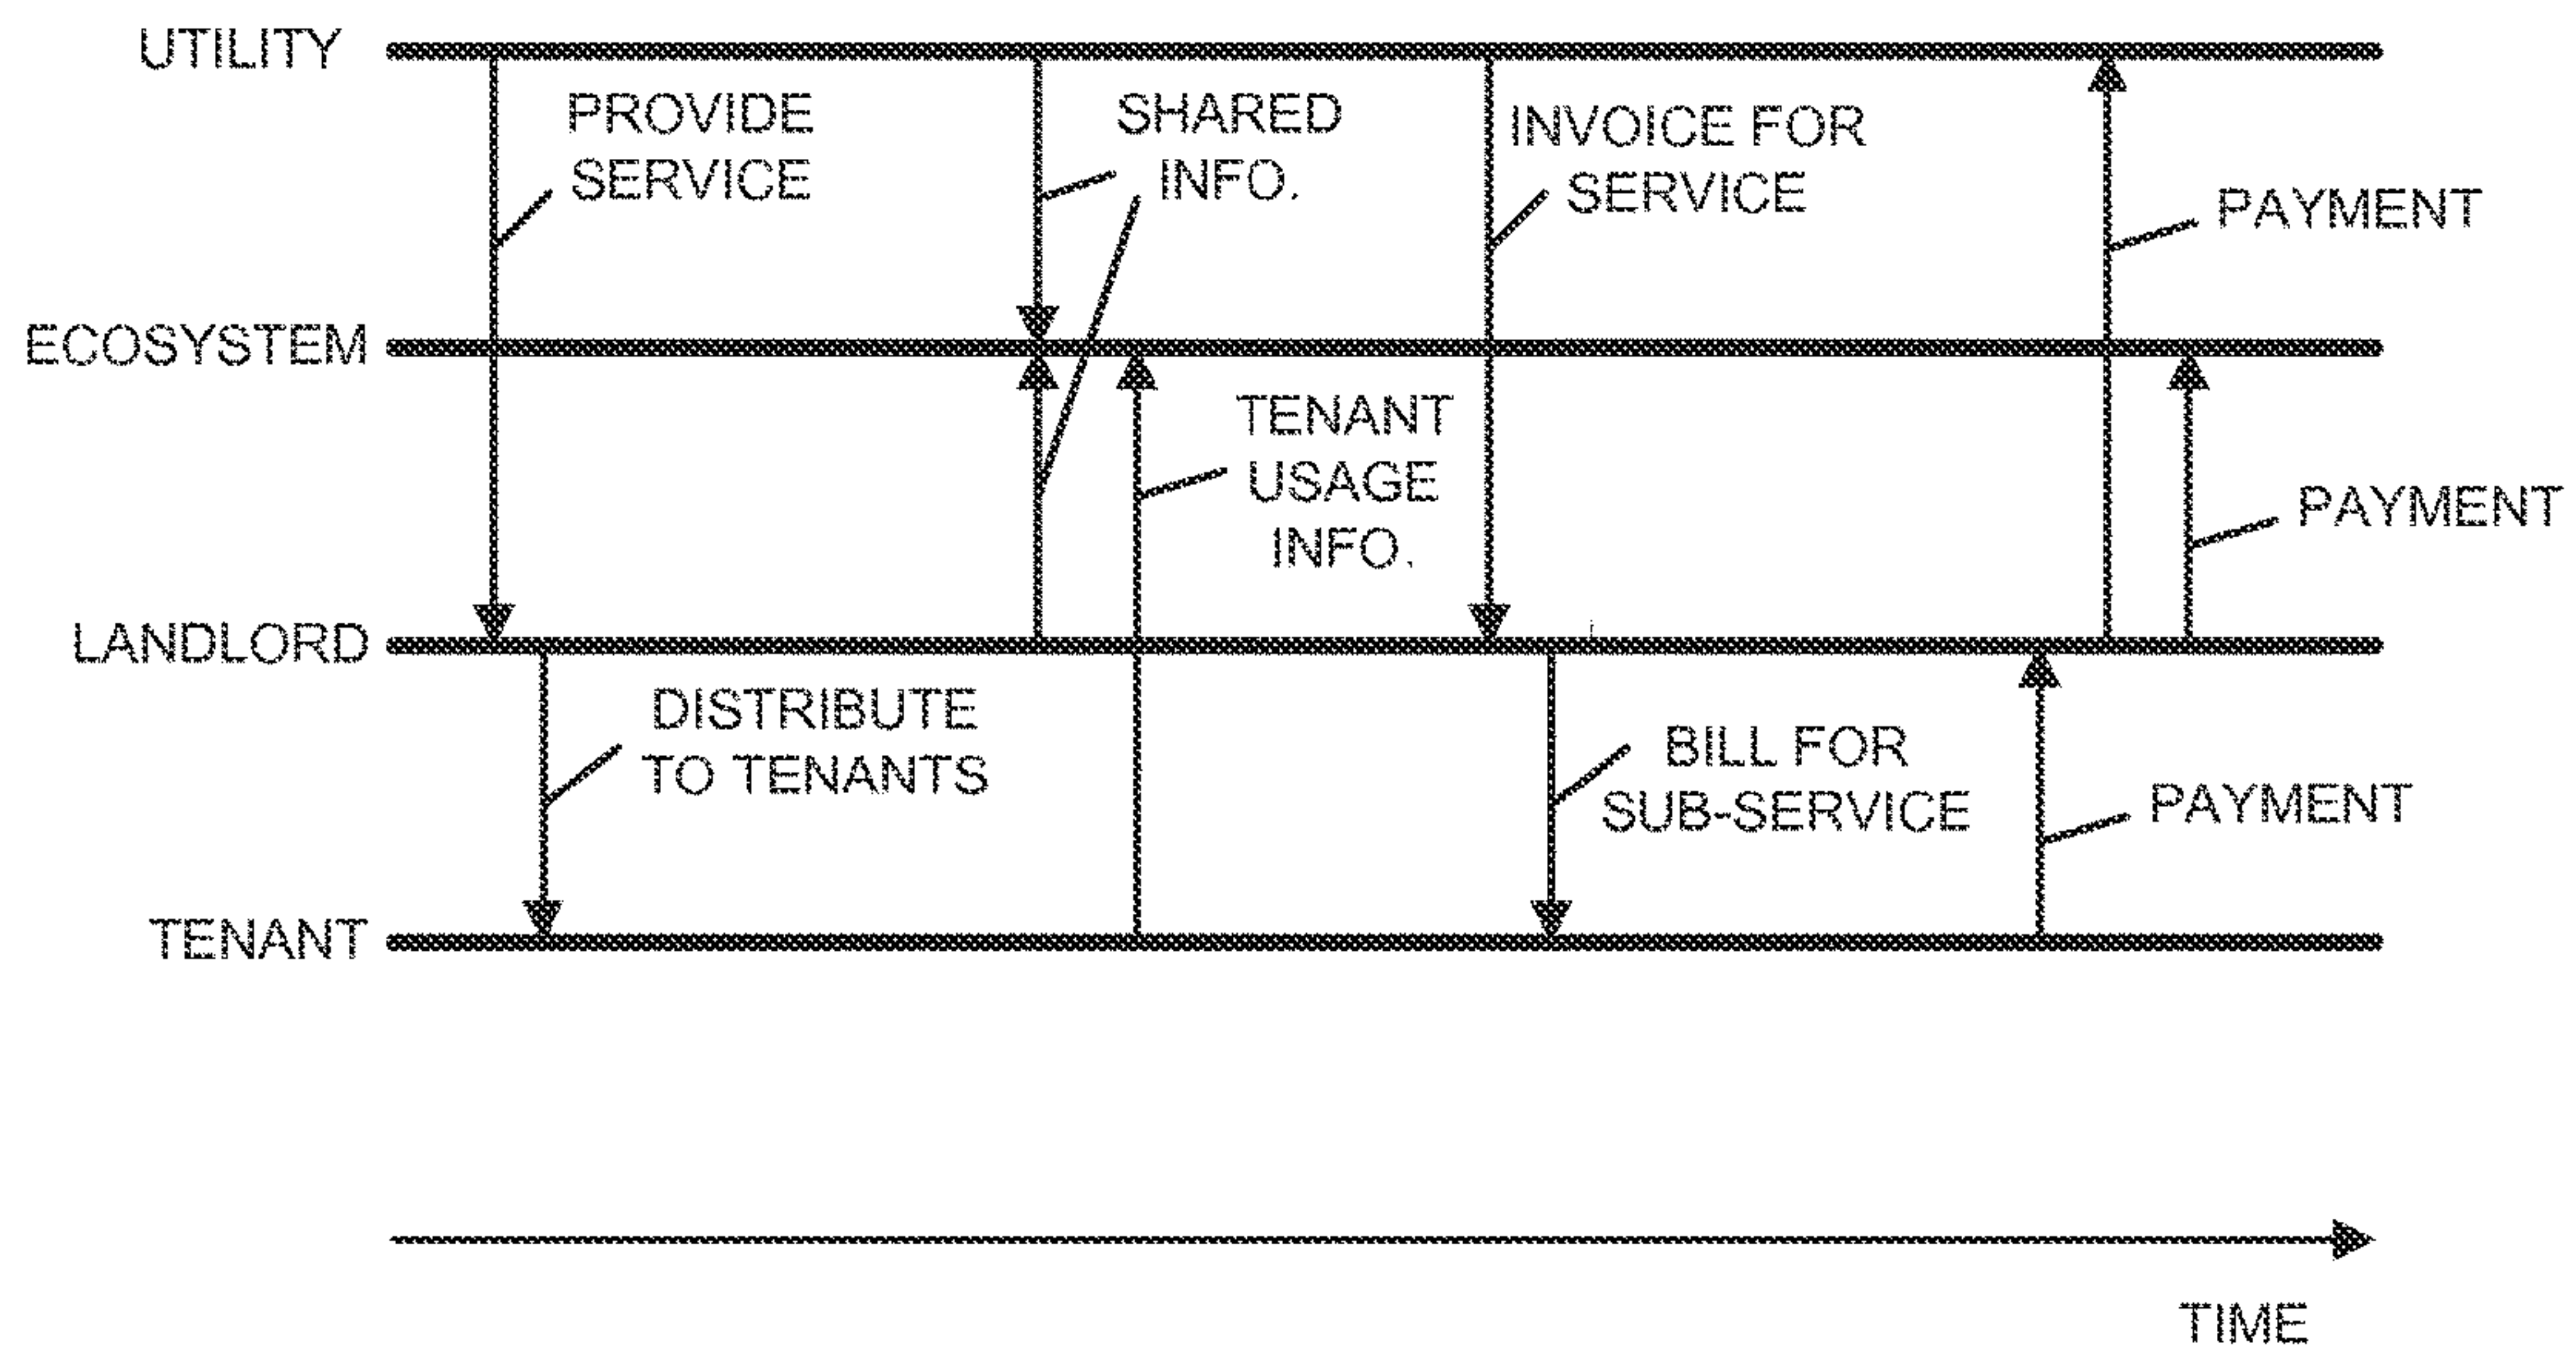 UTILITY
PROVIDE
SERVICE
SHARED
INFO.
INVOICE FOR
SERVICE
PAYMENT
ECOSYSTEM
TENANT
USAGE
INFO.
PAYMENT
LANDLORD
DISTRIBUTE
TO TENANTS
BILL FOR
SUB-SERVICE
PAYMENT
TENANT
TIME